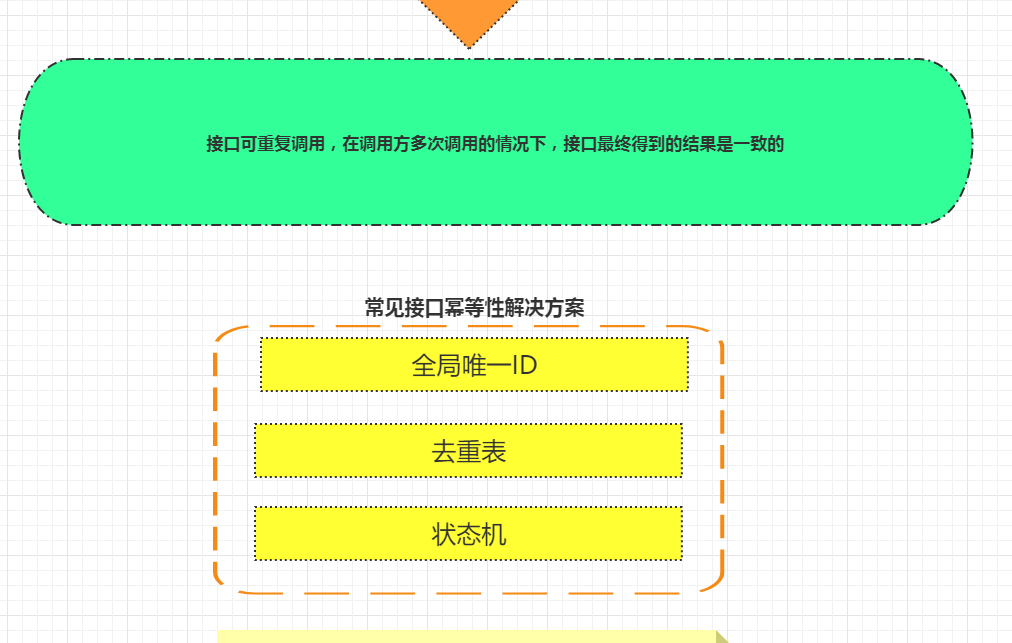 接口可重复调用，在调用方多次调用的情况下，接口最终得到的结果是一致的
常见接口幂等性解决方案
全局唯一ID
去重表
状态机